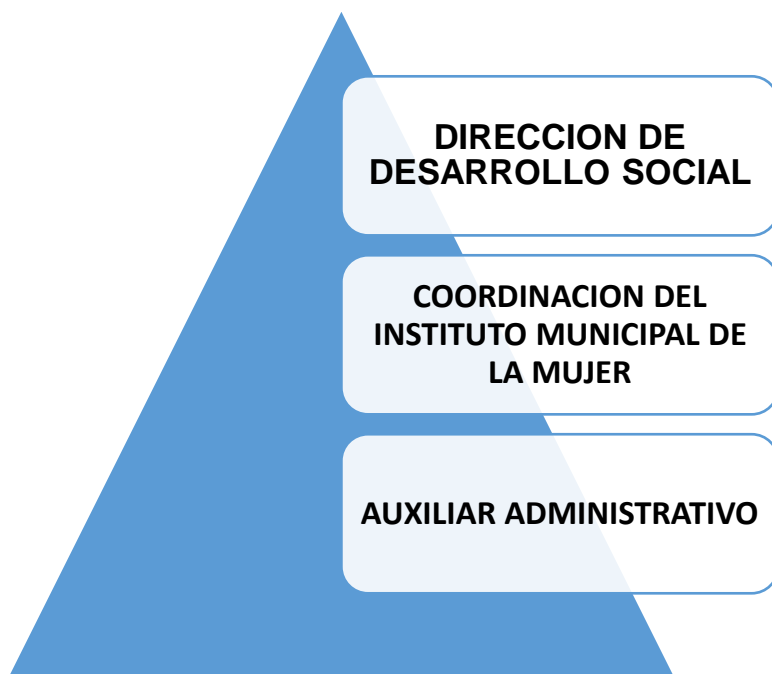 DIRECCION DE
DESARROLLO SOCIAL
COORDINACION DEL
INSTITUTO MUNICIPAL DE
LA MUJER
AUXILIAR ADMINISTRATIVO